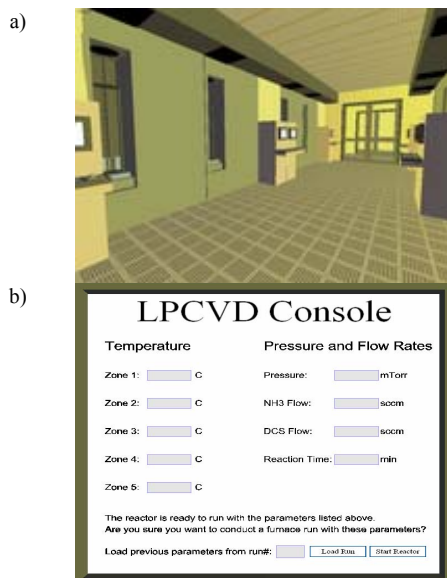 a)
b)
LPCVD Console
Temperature Pressure and Flow Rates
Zone 1: C Pressure: mTorr
Zone 2: C NH3 Flow: sccm
Zone 3: C DCS Flow: sccm
Zone 4: C Reaction Time: min
Zone 5: C
The reactor is ready to run with the parameters listed above.
Are you sure you want to conduct a furnace run with these parameters?
Load previous parameters from run#: Load Run Start Reactor